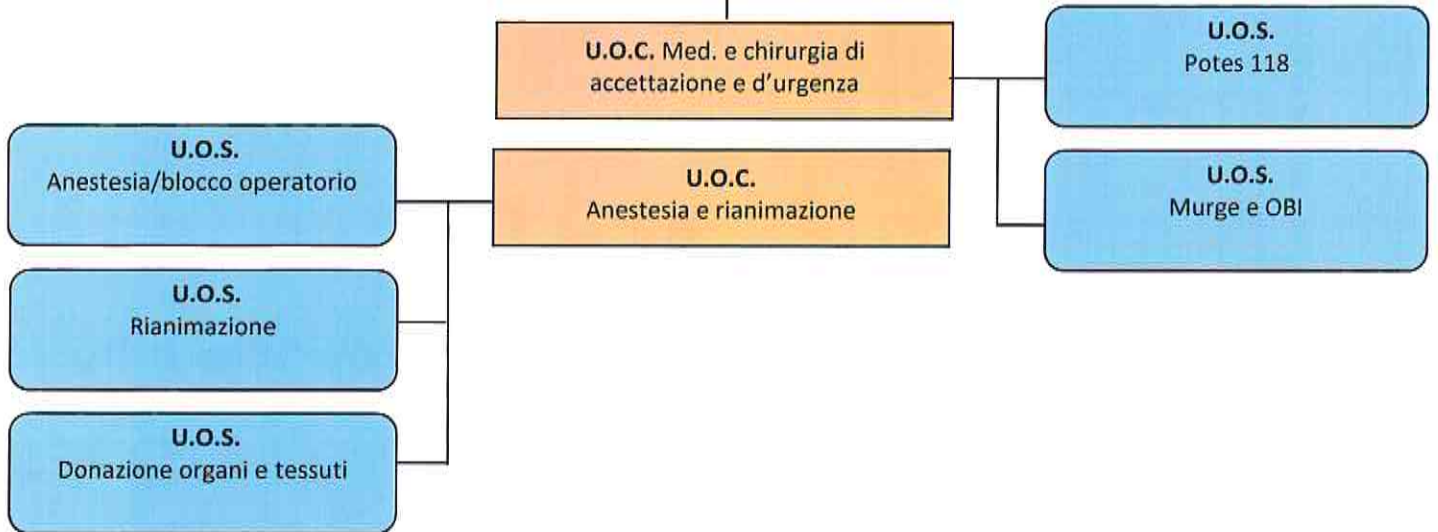 U.O.C. Med. e chirurgia di
accettazione e d'urgenza
U.O.S.
Potes 118
U.O.S.
Anestesia/blocco operatorio
U.O.C.
Anestesia e rianimazione
U.O.S.
Murge e OBI
U.O.S.
Rianimazione
U.O.S.
Donazione organi e tessuti